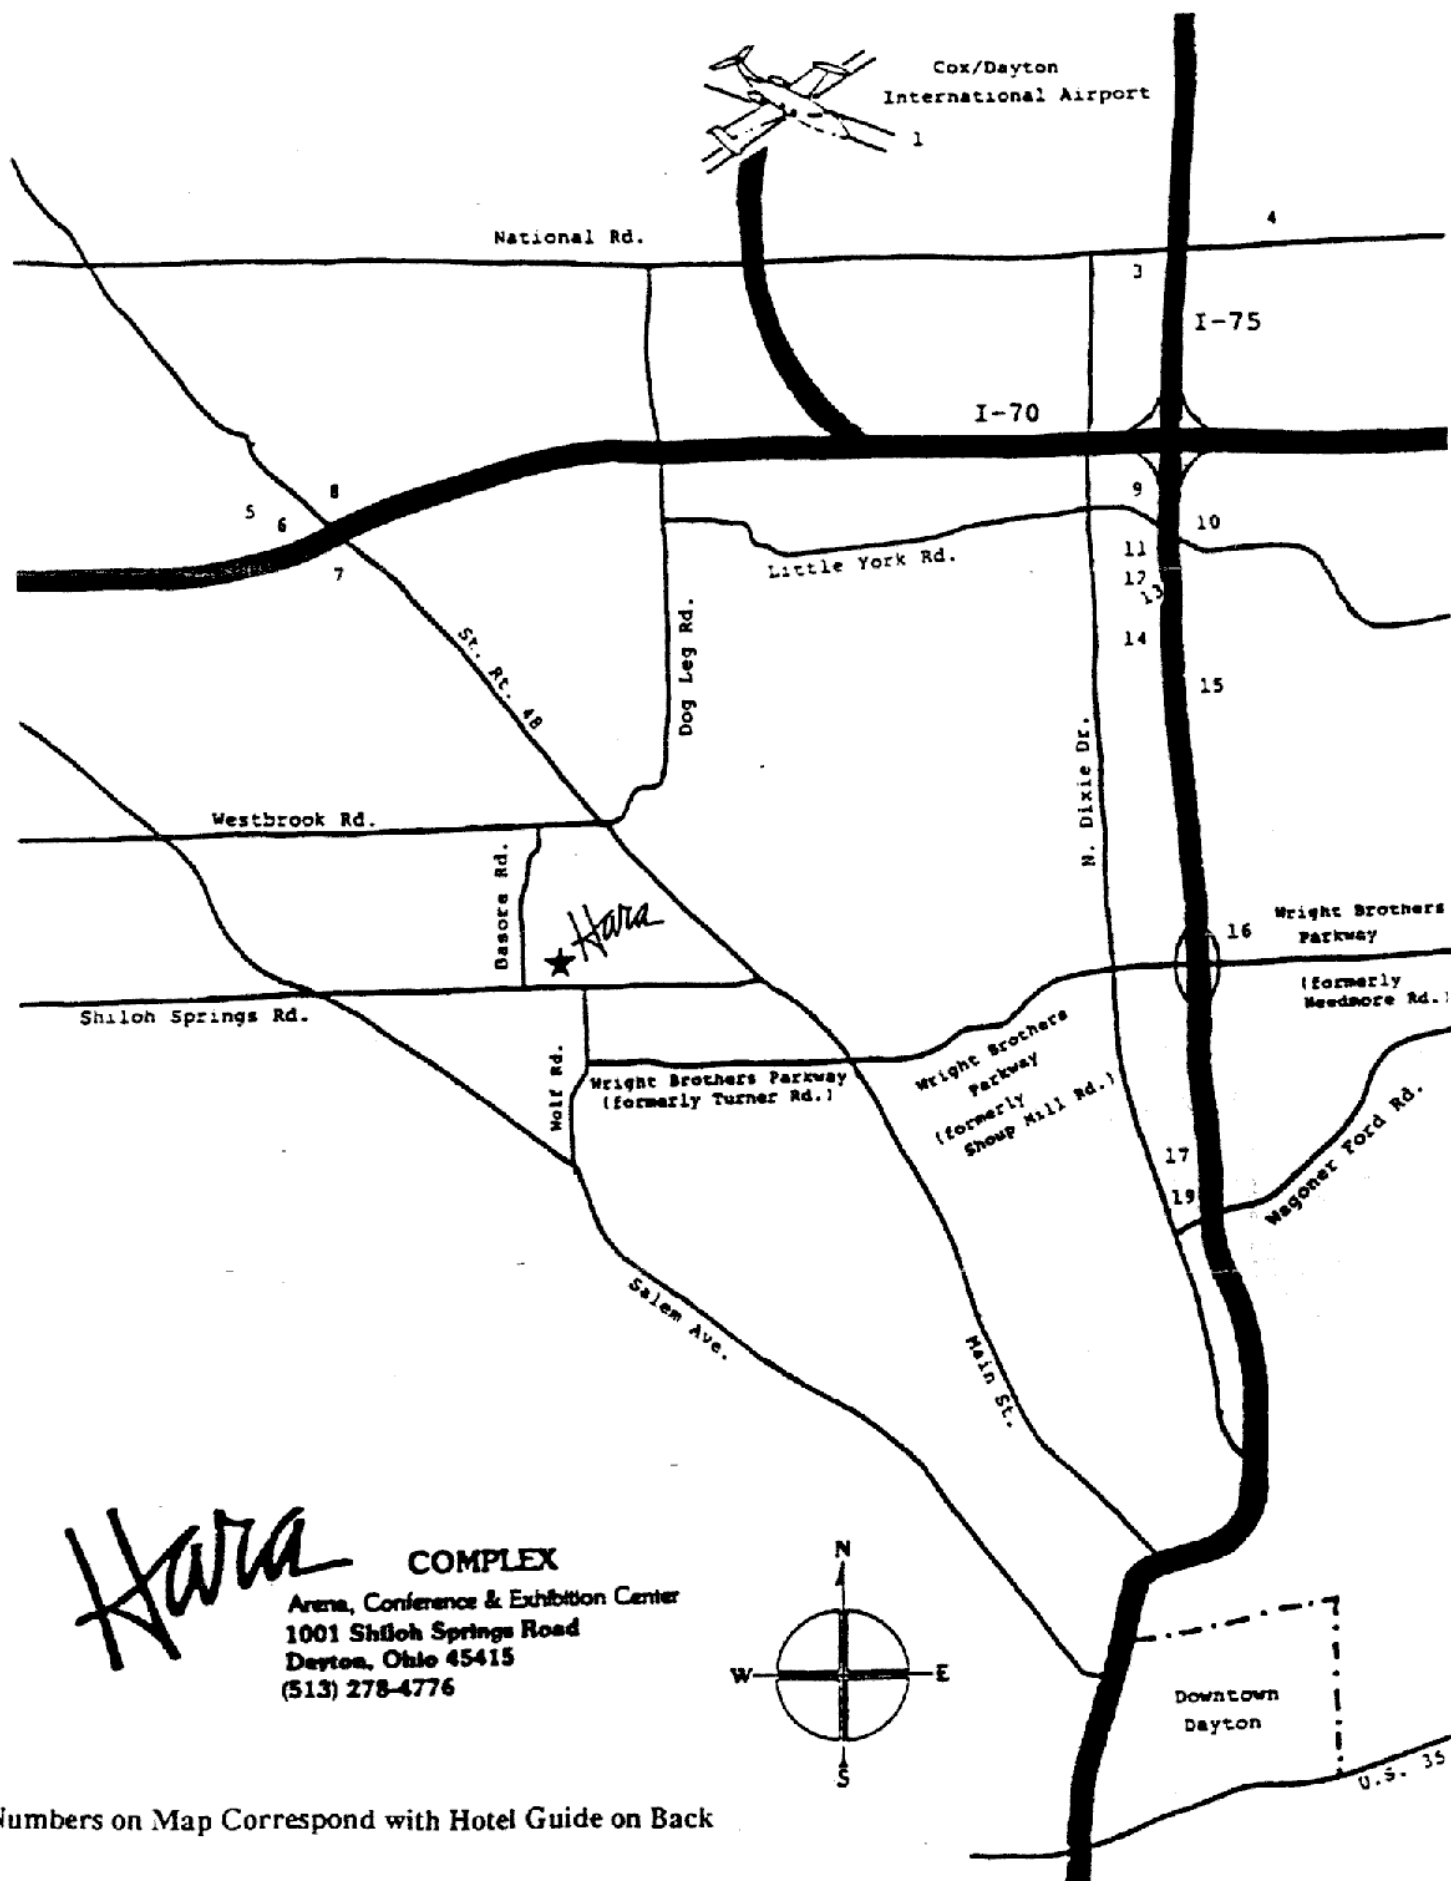 Cox/Dayton
International Airport
1
4
National Rd.
3
I-75
I-70
8
9
5
6
10
Little York Rd.
11
7
12
13
St. Rt. 48
Dog Leg Rd.
14
15
N. Dixie Dr.
Westbrook Rd.
Basore Rd.
Hara
16
Wright Brothers
Parkway
(formerly
Needmore Rd.)
Shiloh Springs Rd.
Wolf Rd.
Wright Brothers Parkway
(formerly Turner Rd.)
Wright Brothers
Parkway
(formerly
Shoup Mill Rd.)
17
19
Wagoner Ford Rd.
Salem Ave.
Main St.
Hara
COMPLEX
Arena, Conference & Exhibition Center
1001 Shiloh Springs Road
Dayton, Ohio 45415
(513) 278-4776
N
W
E
S
Downtown
Dayton
U.S. 35
Numbers on Map Correspond with Hotel Guide on Back